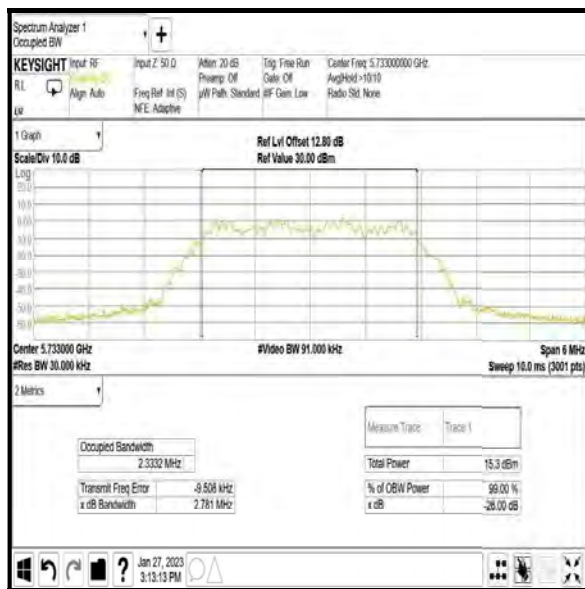 Spectrum Analyzer 1
Occupied BW
+
KEYSIGHT Input: RF Input Z: 50 Ω Atten: 20 dB Trig: Free Run Center Freq: 5.733000000 GHz
Preamp: Off Gate: Off Avg|Hold >10/10
R L Align: Auto Freq Ref: Int (S) µW Path: Standard #IF Gain: Low Radio Std: None
NFE: Adaptive
1 Graph
Ref Lvl Offset 12.80 dB
Scale/Div 10.0 dB Ref Value 30.00 dBm
Log
20.0
10.0
0.00
Center 5.733000 GHz #Video BW 91.000 kHz Span 6 MHz
#Res BW 30.000 kHz Sweep 10.0 ms (3001 pts)
2 Metrics
Measure Trace Trace 1
Occupied Bandwidth
2.3332 MHz Total Power 15.3 dBm
Transmit Freq Error -9.508 kHz % of OBW Power 99.00 %
x dB Bandwidth 2.781 MHz x dB -26.00 dB
? Jan 27, 2023
3:13:13 PM